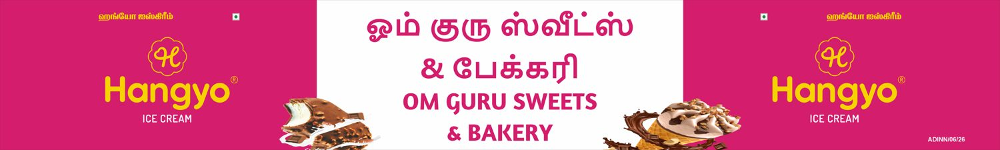 ஹங்யோ ஐஸ்கிரீம்
H
Hangyo®
ICE CREAM
ஓம் குரு ஸ்வீட்ஸ்
& பேக்கரி
OM GURU SWEETS
& BAKERY
ஹங்யோ ஐஸ்கிரீம்
H
Hangyo®
ICE CREAM
ADINN/06/26